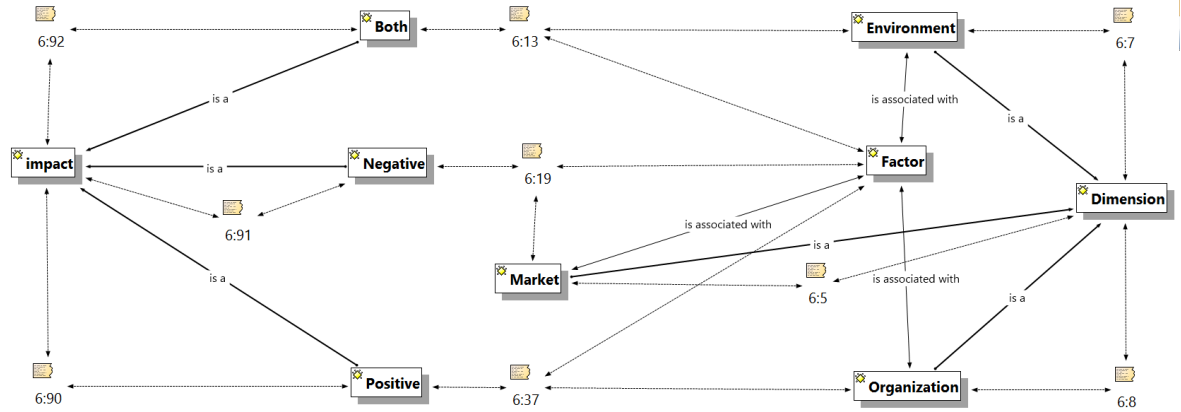 Both
Environment
6:92
6:13
6:7
is a
is associated with
is a
impact
is a
Negative
6:19
Factor
Dimension
6:91
is associated with
is a
is a
Market
6:5
is associated with
is a
6:90
Positive
6:37
Organization
6:8